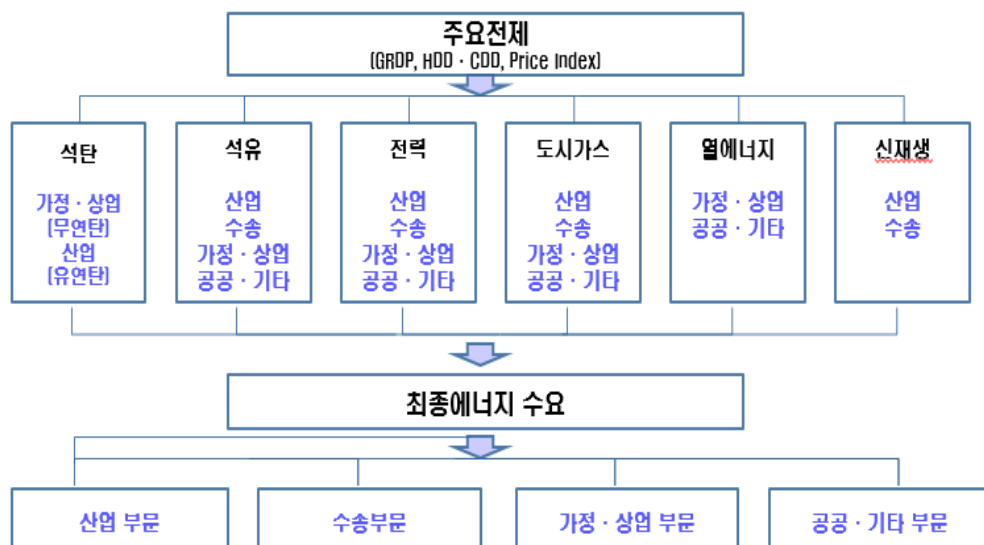 주요전제
(GRDP, HDD · CDD, Price Index)
석탄
가정 · 상업
(무연탄)
산업
(유연탄)
석유
산업
수송
가정 · 상업
공공 · 기타
전력
산업
수송
가정 · 상업
공공 · 기타
도시가스
산업
수송
가정 · 상업
공공 · 기타
열에너지
가정 · 상업
공공 · 기타
신재생
산업
수송
최종에너지 수요
산업 부문
수송부문
가정 · 상업 부문
공공 · 기타 부문